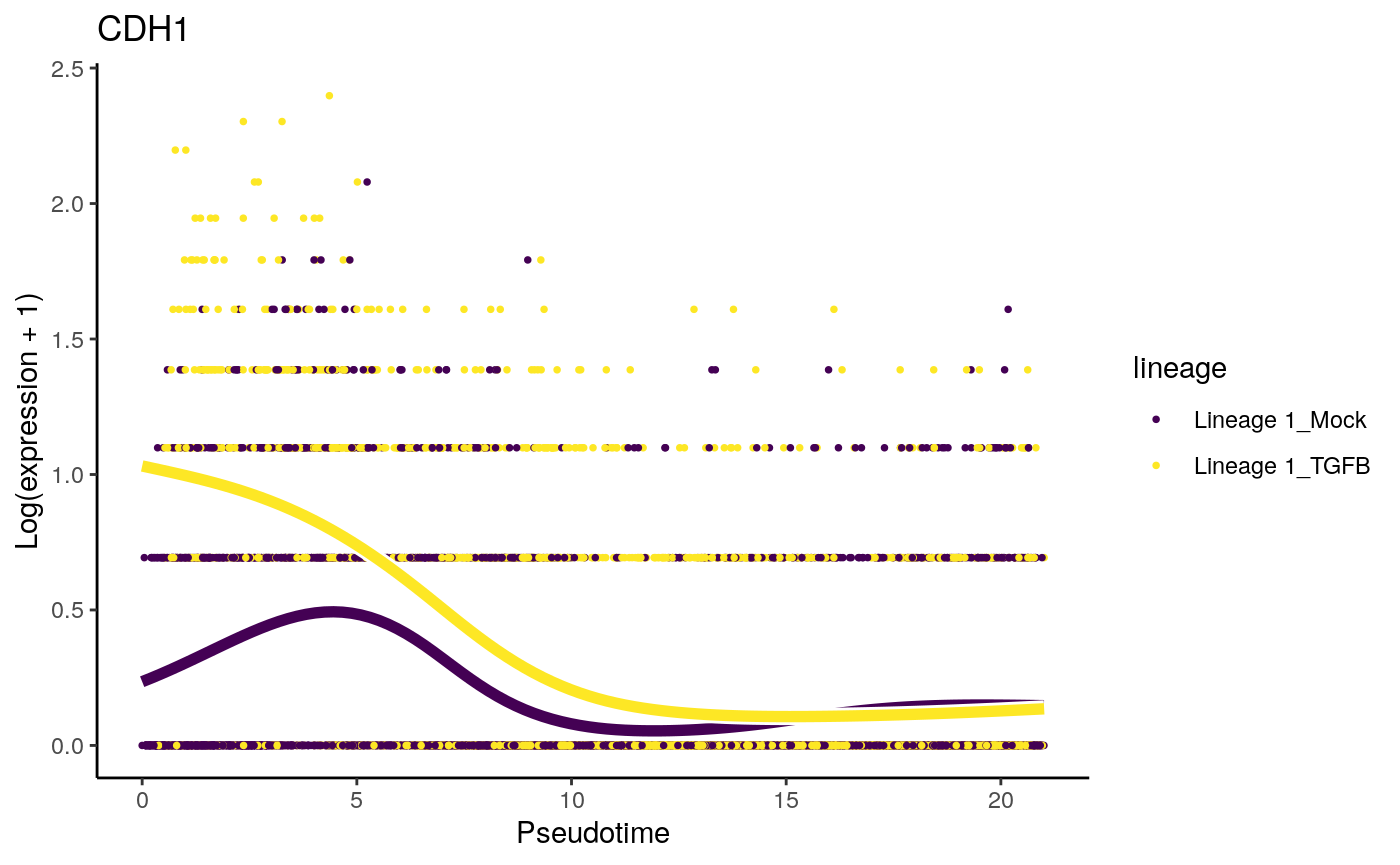 CDH1
2.5
2.0
1.5
1.0
0.5
0.0
Log(expression + 1)
0 5 10 15 20
Pseudotime
lineage
Lineage 1_Mock
Lineage 1_TGFB